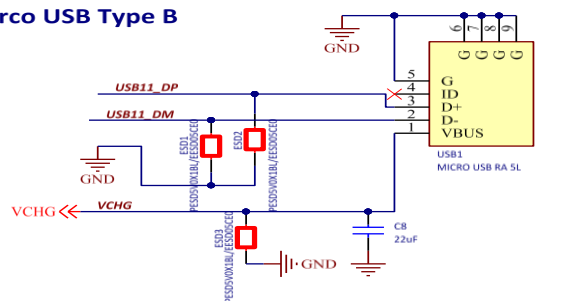 rco USB Type B
GND
6
7
8
9
G
G
G
G
USB11_DP
USB11_DM
5
4
3
2
1
G
ID
D+
D-
VBUS
USB1
MICRO USB RA 5L
ESD1
PESD5V0X1BL/EESD05CE0
ESD2
PESD5V0X1BL/EESD05CE0
GND
VCHG
VCHG
ESD3
PESD5V0X1BL/EESD05CE0
GND
C8
22uF